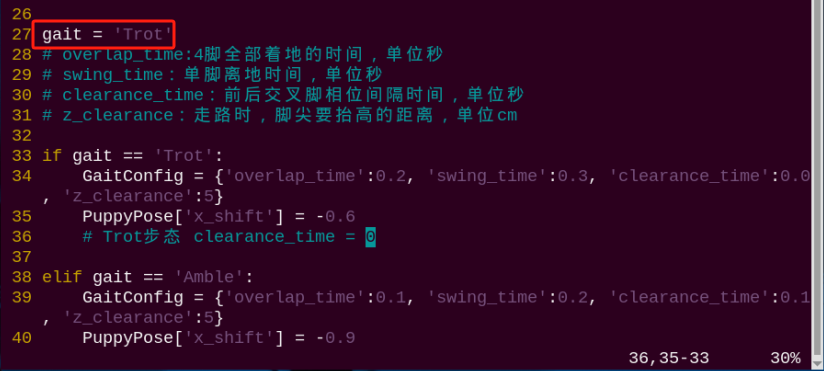 26
27 gait = 'Trot'
28 # overlap_time:4脚全部着地的时间，单位秒
29 # swing_time：单脚离地时间，单位秒
30 # clearance_time：前后交叉脚相位间隔时间，单位秒
31 # z_clearance：走路时，脚尖要抬高的距离，单位cm
32
33 if gait == 'Trot':
34     GaitConfig = {'overlap_time':0.2, 'swing_time':0.3, 'clearance_time':0.0
, 'z_clearance':5}
35     PuppyPose['x_shift'] = -0.6
36     # Trot步态 clearance_time = 0
37
38 elif gait == 'Amble':
39     GaitConfig = {'overlap_time':0.1, 'swing_time':0.2, 'clearance_time':0.1
, 'z_clearance':5}
40     PuppyPose['x_shift'] = -0.9
36,35-33 30%